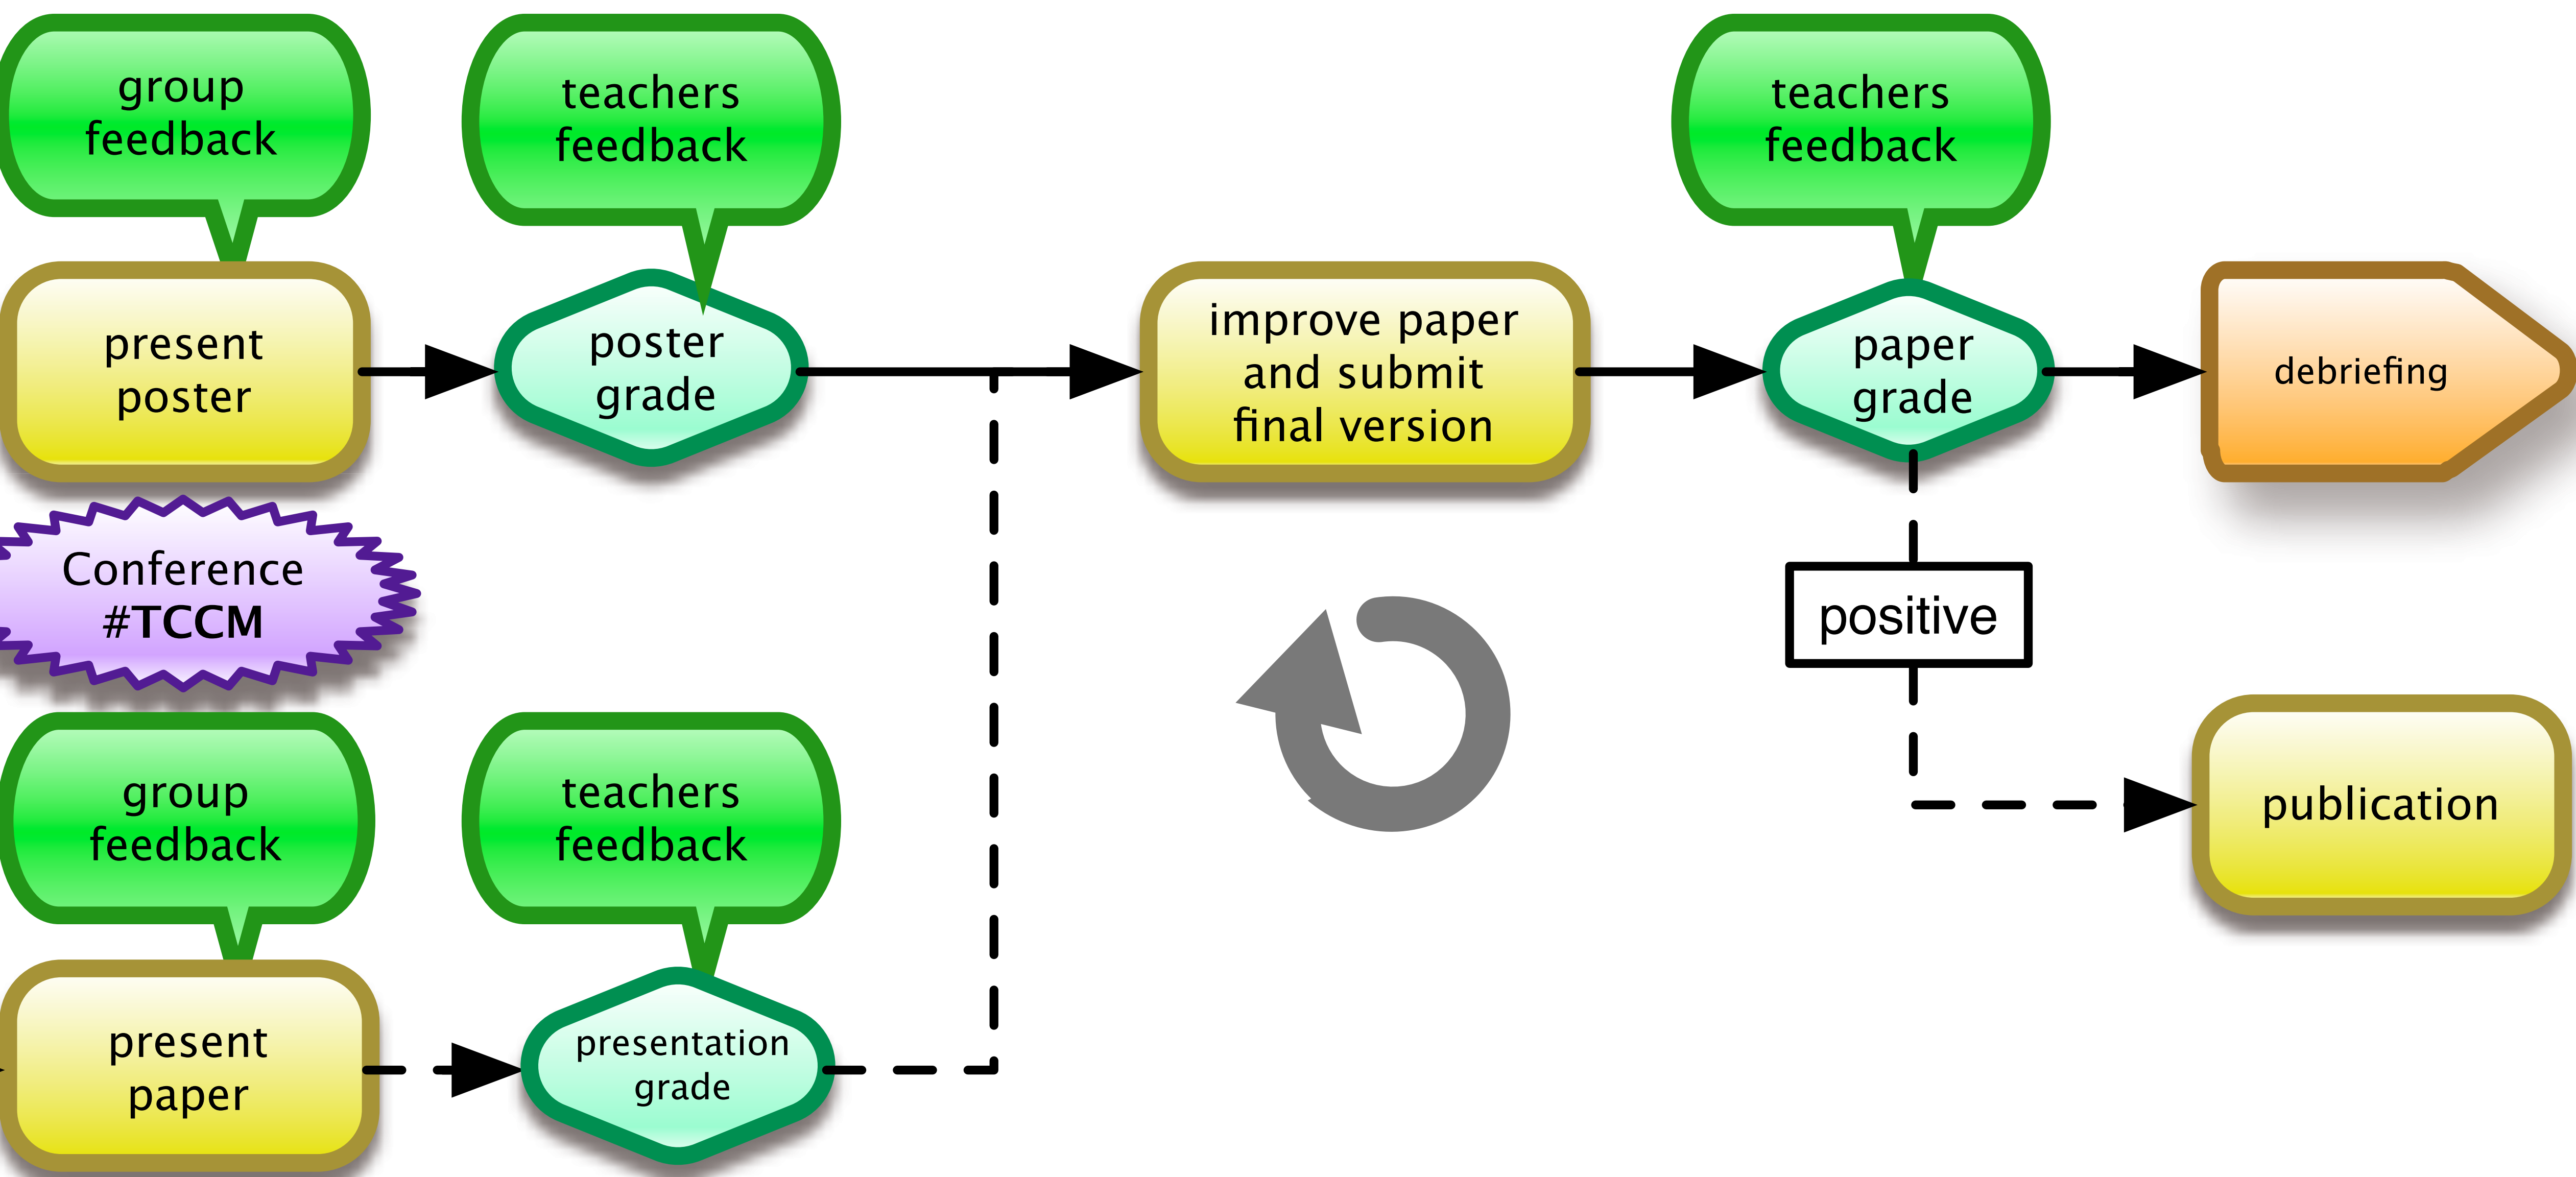 group
feedback
teachers
feedback
teachers
feedback
present
poster
poster
grade
improve paper
and submit
final version
paper
grade
debriefing
Conference
#TCCM
positive
group
feedback
teachers
feedback
publication
present
paper
presentation
grade